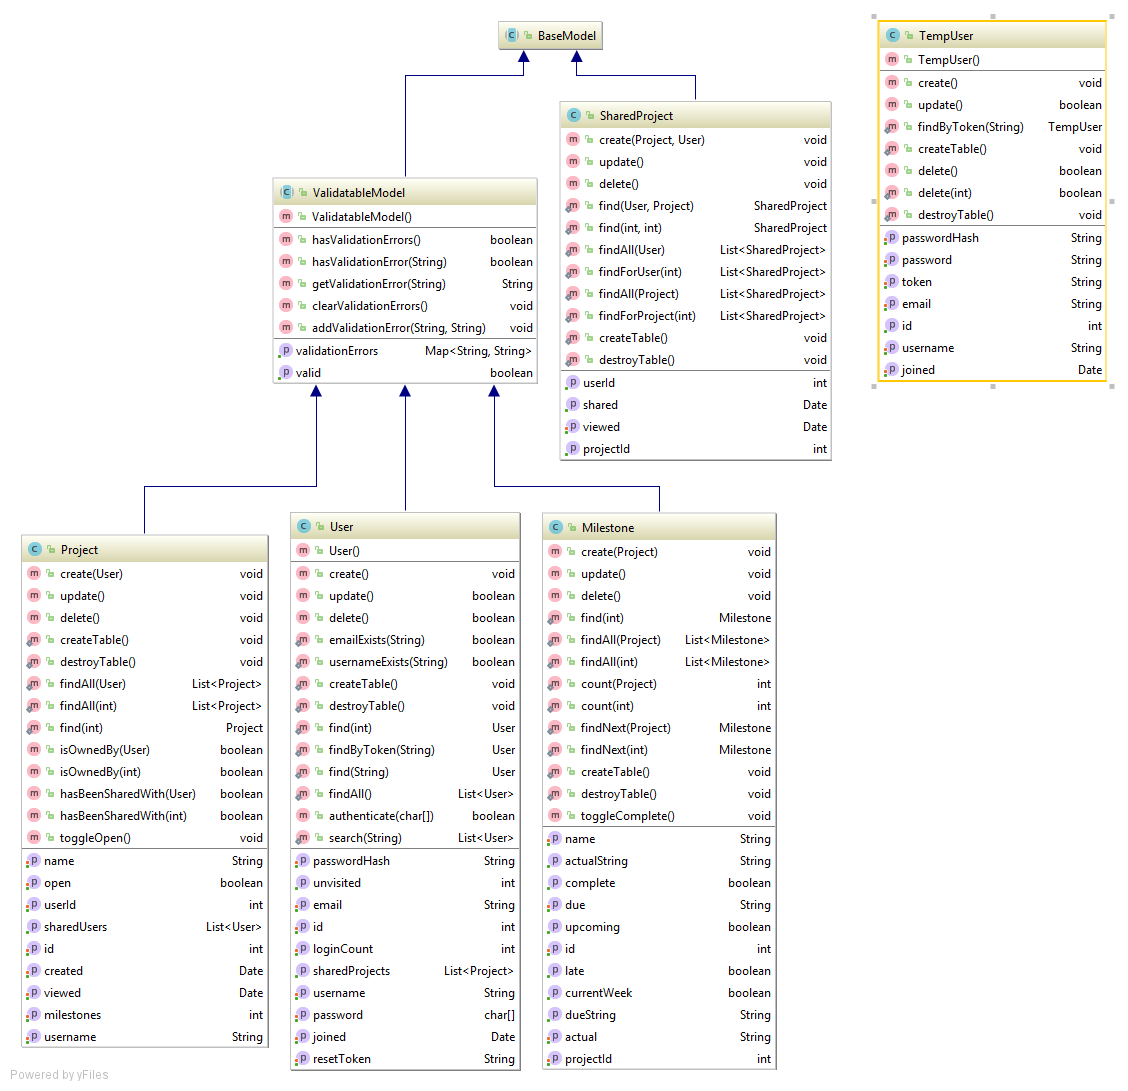 C BaseModel
C SharedProject
m create(Project, User) void
m update() void
m delete() void
m find(User, Project) SharedProject
m find(int, int) SharedProject
m findAll(User) List<SharedProject>
m findForUser(int) List<SharedProject>
m findAll(Project) List<SharedProject>
m findForProject(int) List<SharedProject>
m createTable() void
m destroyTable() void
p userId int
p shared Date
p viewed Date
p projectId int
C TempUser
m TempUser()
m create() void
m update() boolean
m findByToken(String) TempUser
m createTable() void
m delete() boolean
m delete(int) boolean
m destroyTable() void
p passwordHash String
p password String
p token String
p email String
p id int
p username String
p joined Date
C ValidatableModel
m ValidatableModel()
m hasValidationErrors() boolean
m hasValidationError(String) boolean
m getValidationError(String) String
m clearValidationErrors() void
m addValidationError(String, String) void
p validationErrors Map<String, String>
p valid boolean
C Project
m create(User) void
m update() void
m delete() void
m createTable() void
m destroyTable() void
m findAll(User) List<Project>
m findAll(int) List<Project>
m find(int) Project
m isOwnedBy(User) boolean
m isOwnedBy(int) boolean
m hasBeenSharedWith(User) boolean
m hasBeenSharedWith(int) boolean
m toggleOpen() void
p name String
p open boolean
p userId int
p sharedUsers List<User>
p id int
p created Date
p viewed Date
p milestones int
p username String
C User
m User()
m create() void
m update() boolean
m delete() boolean
m emailExists(String) boolean
m usernameExists(String) boolean
m createTable() void
m destroyTable() void
m find(int) User
m findByToken(String) User
m find(String) User
m findAll() List<User>
m authenticate(char[]) boolean
m search(String) List<User>
p passwordHash String
p unvisited int
p email String
p id int
p loginCount int
p sharedProjects List<Project>
p username String
p password char[]
p joined Date
p resetToken String
C Milestone
m create(Project) void
m update() void
m delete() void
m find(int) Milestone
m findAll(Project) List<Milestone>
m findAll(int) List<Milestone>
m count(Project) int
m count(int) int
m findNext(Project) Milestone
m findNext(int) Milestone
m createTable() void
m destroyTable() void
m toggleComplete() void
p name String
p actualString String
p complete boolean
p due String
p upcoming boolean
p id int
p late boolean
p currentWeek boolean
p dueString String
p actual String
p projectId int
Powered by yFiles